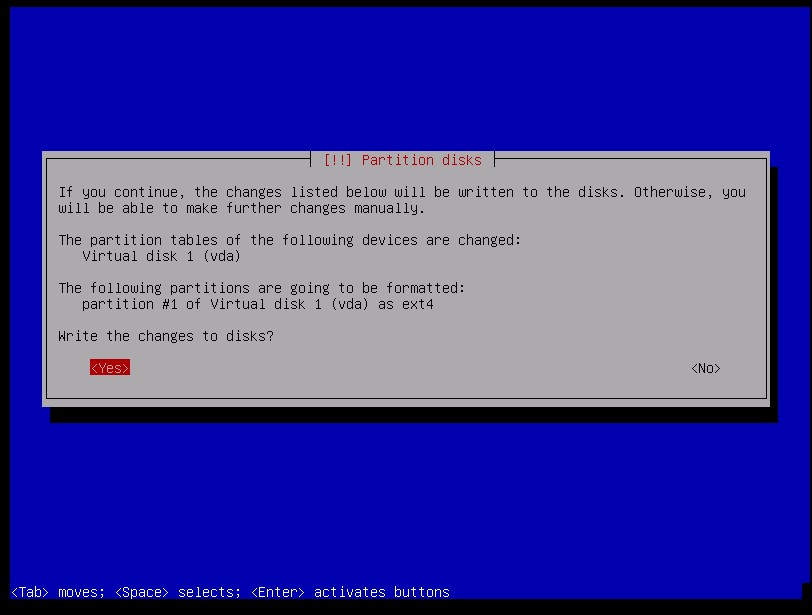 [!!] Partition disks
If you continue, the changes listed below will be written to the disks. Otherwise, you
will be able to make further changes manually.
The partition tables of the following devices are changed:
Virtual disk 1 (vda)
The following partitions are going to be formatted:
partition #1 of Virtual disk 1 (vda) as ext4
Write the changes to disks?
<Yes> <No>
<Tab> moves; <Space> selects; <Enter> activates buttons